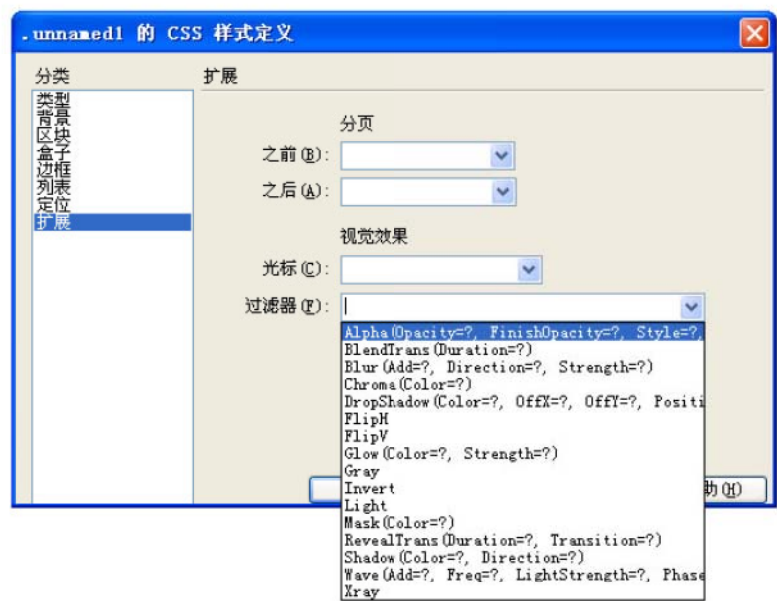 .unnamed1 的 CSS 样式定义
分类
扩展
类型
背景
区块
盒子
边框
列表
定位
扩展
分页
之前(B):
之后(A):
视觉效果
光标(C):
过滤器(F):
Alpha(Opacity=?, FinishOpacity=?, Style=?,
BlendTrans(Duration=?)
Blur(Add=?, Direction=?, Strength=?)
Chroma(Color=?)
DropShadow(Color=?, OffX=?, OffY=?, Positi
FlipH
FlipV
Glow(Color=?, Strength=?)
Gray
Invert
Light
Mask(Color=?)
RevealTrans(Duration=?, Transition=?)
Shadow(Color=?, Direction=?)
Wave(Add=?, Freq=?, LightStrength=?, Phase
Xray
助(H)